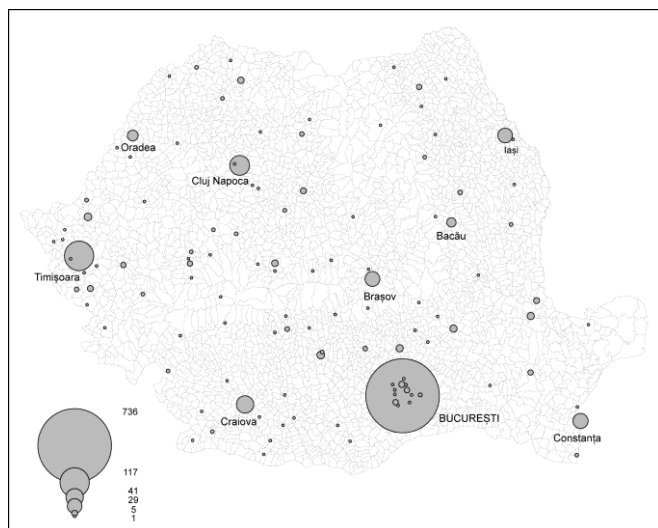 Oradea
Iași
Cluj Napoca
Bacău
Timișoara
Brașov
Craiova
BUCUREȘTI
Constanța
736
117
41
29
5
1